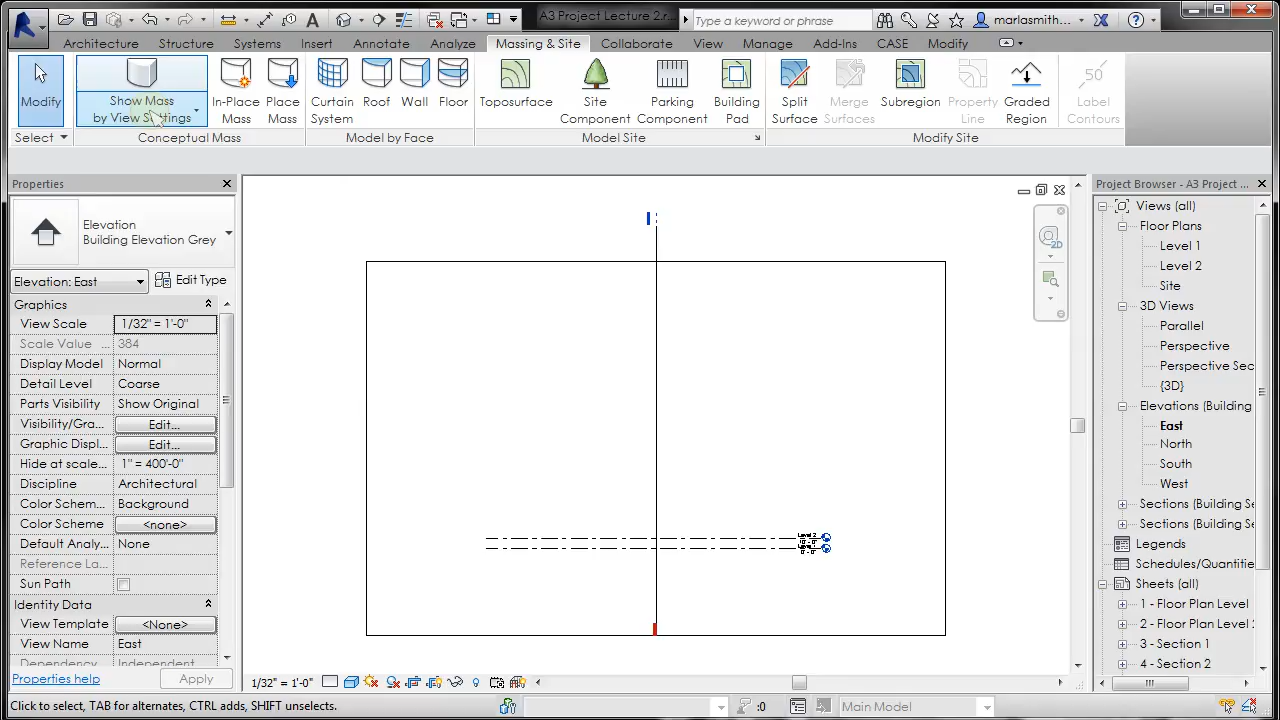 A3 Project Lecture 2.r...
Type a keyword or phrase
marlasmith...
Architecture Structure Systems Insert Annotate Analyze Massing & Site Collaborate View Manage Add-Ins CASE Modify
Modify
Show Mass
by View Settings
In-Place
Mass
Place
Mass
Curtain
System
Roof
Wall
Floor
Toposurface
Site
Component
Parking
Component
Building
Pad
Split
Surface
Merge
Surfaces
Subregion
Property
Line
Graded
Region
50
Label
Contours
Select
Conceptual Mass
Model by Face
Model Site
Modify Site
Properties
Elevation
Building Elevation Grey
Elevation: East
Edit Type
Graphics
View Scale 1/32" = 1'-0"
Scale Value ... 384
Display Model Normal
Detail Level Coarse
Parts Visibility Show Original
Visibility/Gra... Edit...
Graphic Displ... Edit...
Hide at scale... 1" = 400'-0"
Discipline Architectural
Color Schem... Background
Color Scheme <none>
Default Analy... None
Reference La...
Sun Path
Identity Data
View Template <None>
View Name East
Dependency Independent
Properties help
Apply
Level 2
2D
Project Browser - A3 Project ...
Views (all)
Floor Plans
Level 1
Level 2
Site
3D Views
Parallel
Perspective
Perspective Sec
{3D}
Elevations (Building
East
North
South
West
Sections (Building S
Sections (Building S
Legends
Schedules/Quantitie
Sheets (all)
1 - Floor Plan Level
2 - Floor Plan Level
3 - Section 1
4 - Section 2
1/32" = 1'-0"
Click to select, TAB for alternates, CTRL adds, SHIFT unselects.
:0
Main Model